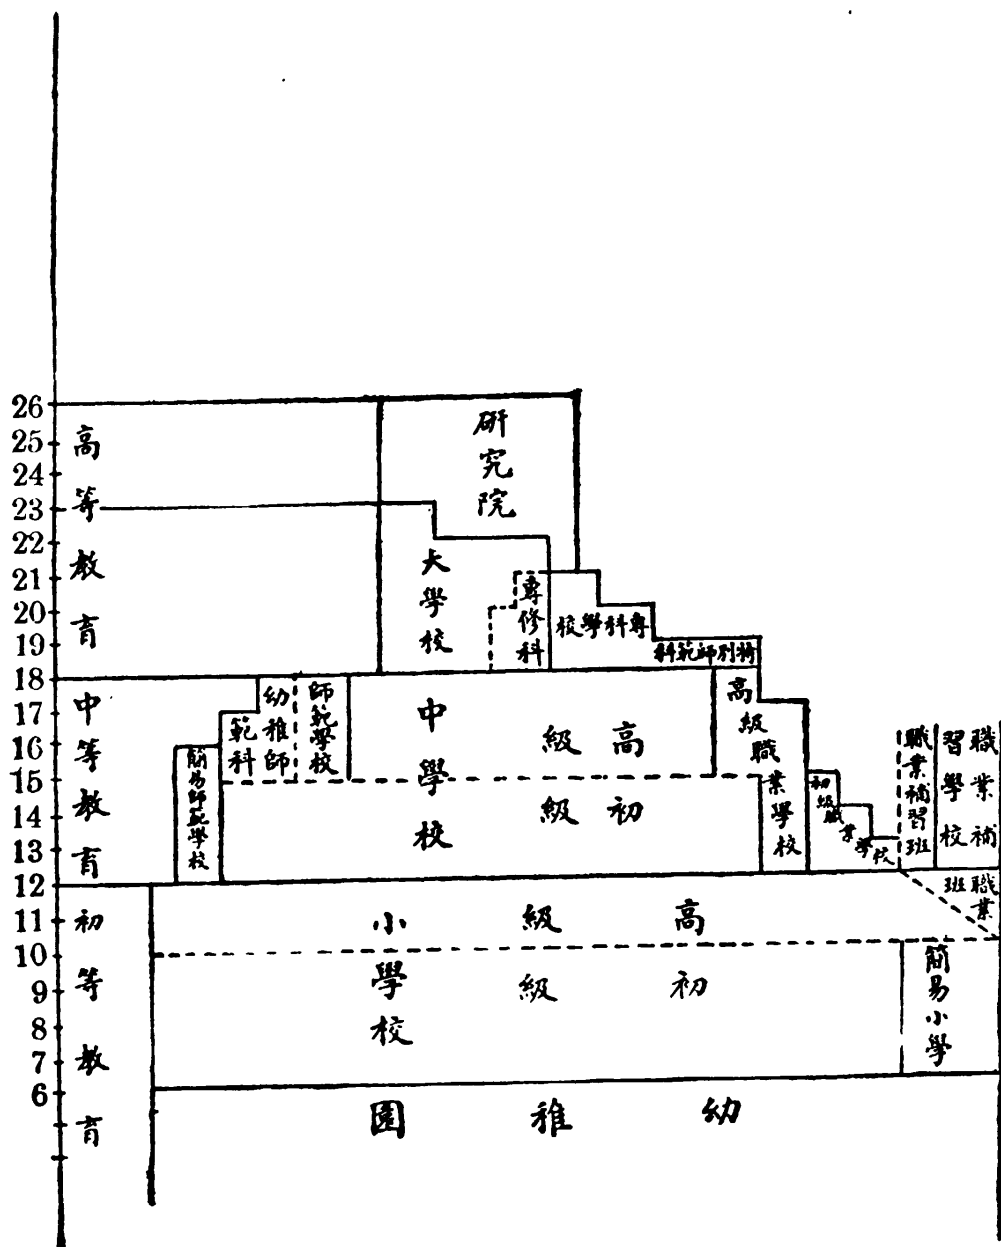 26
25
24
23
22
21
20
19
18
17
16
15
14
13
12
11
10
9
8
7
6
高等教育
中等教育
初等教育
研究院
大學校
專修科
專科學校
特別師範科
幼稚師
範科
師範學校
簡易師範學校
中學校
高級
初級
高級職業學校
初級職業學校
職業補習班
職業補
習學校
職業
班
小學校
高級
初級
簡易小學
幼稚園